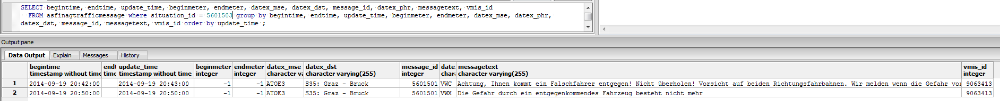 SELECT begintime, endtime, update_time, beginmeter, endmeter, datex_mse, datex_dst, message_id, datex_phr, messagetext, vmis_id
FROM asfinagtrafficmessage where situation_id = 5601503 group by begintime, endtime, update_time, beginmeter, endmeter, datex_mse, datex_phr,
datex_dst, message_id, messagetext, vmis_id order by update_time ;
Output pane
Data Output Explain Messages History
begintime endt update_time beginmeter endmeter datex_mse datex_dst message_id date messagetext vmis_id
timestamp without time time timestamp without time integer integer character va character varying(255) integer chara character varying(255) integer
1 2014-09-19 20:42:00 2014-09-19 20:43:00 -1 -1 ATOE3 S35: Graz - Bruck 5601501 VWC Achtung, Ihnen kommt ein Falschfahrer entgegen! Nicht überholen! Vorsicht auf beiden Richtungsfahrbahnen. Wir melden wenn die Gefahr vor 9063413
2 2014-09-19 20:50:00 2014-09-19 20:50:00 -1 -1 ATOE3 S35: Graz - Bruck 5601501 VWX Die Gefahr durch ein entgegenkommendes Fahrzeug besteht nicht mehr 9063413